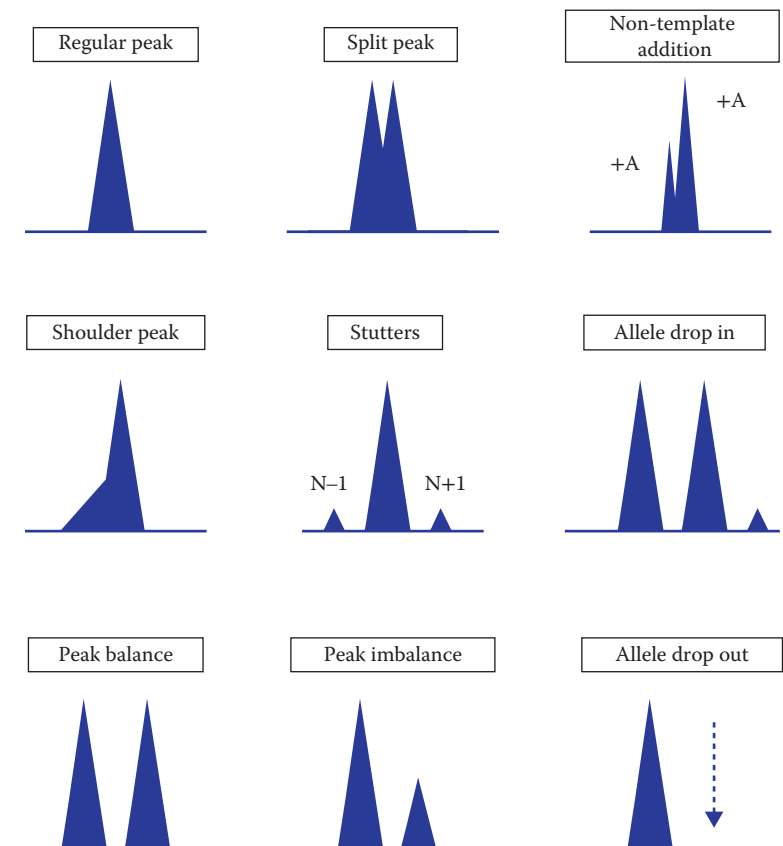 Regular peak
Split peak
Non-template
addition
+A
+A
Shoulder peak
Stutters
Allele drop in
N–1
N+1
Peak balance
Peak imbalance
Allele drop out